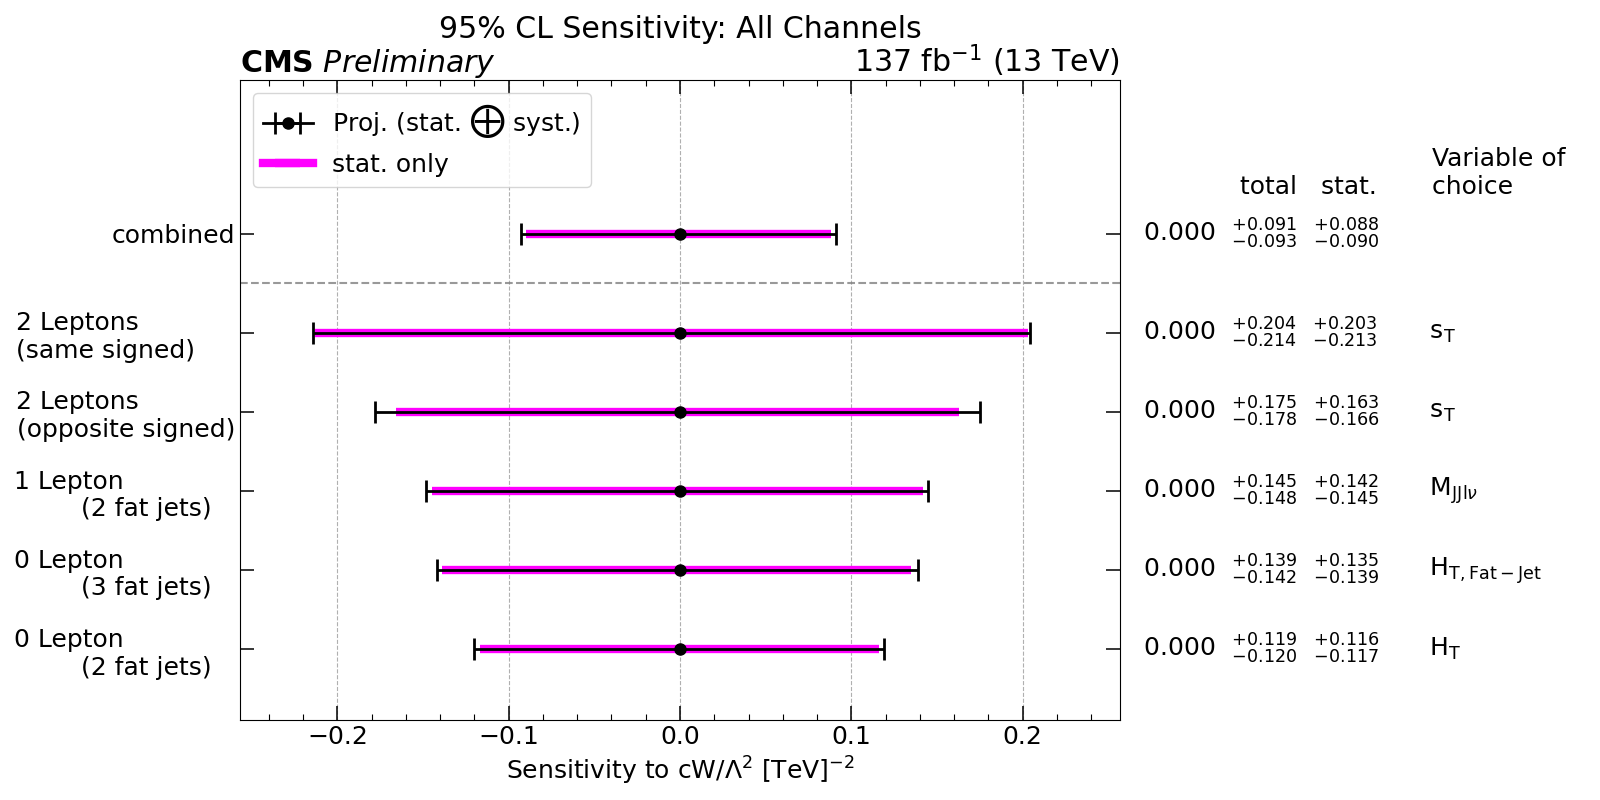 95% CL Sensitivity: All Channels
CMS Preliminary 137 fb⁻¹ (13 TeV)
Proj. (stat. ⊕ syst.)
stat. only
Variable of
total stat. choice
combined 0.000 +0.091 −0.093 +0.088 −0.090
2 Leptons
(same signed) 0.000 +0.204 −0.214 +0.203 −0.213 s_T
2 Leptons
(opposite signed) 0.000 +0.175 −0.178 +0.163 −0.166 s_T
1 Lepton
(2 fat jets) 0.000 +0.145 −0.148 +0.142 −0.145 M_JJlν
0 Lepton
(3 fat jets) 0.000 +0.139 −0.142 +0.135 −0.139 H_T, Fat−Jet
0 Lepton
(2 fat jets) 0.000 +0.119 −0.120 +0.116 −0.117 H_T
−0.2 −0.1 0.0 0.1 0.2
Sensitivity to cW/Λ² [TeV]⁻²